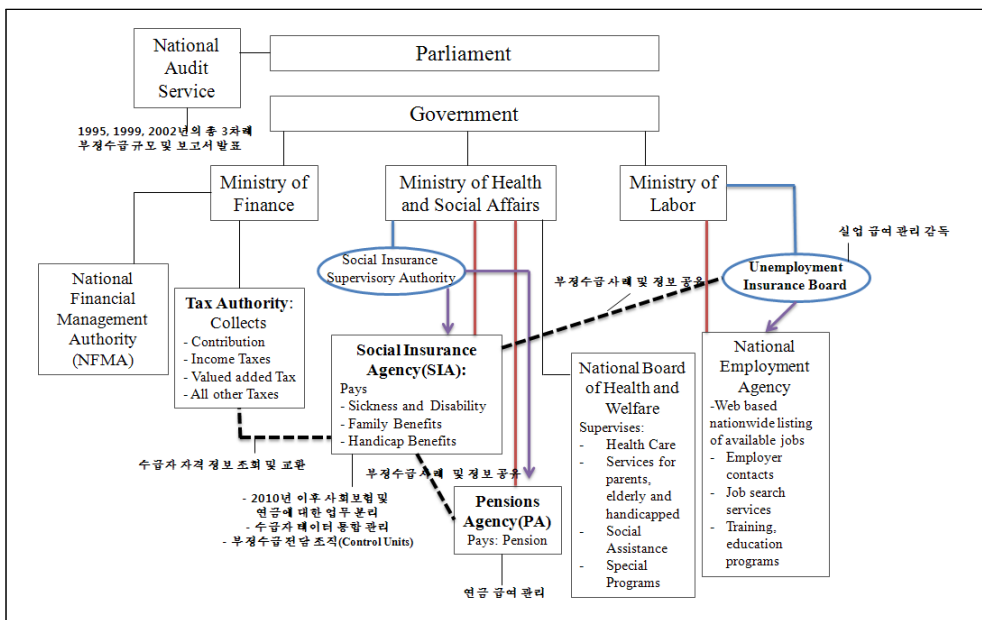 National
Audit
Service
Parliament
Government
1995, 1999, 2002년의 총 3차례
부정수급 규모 및 보고서 발표
Ministry of
Finance
Ministry of Health
and Social Affairs
Ministry of
Labor
실업 급여 관리 감독
Social Insurance
Supervisory Authority
부정수급 사례 및 정보 공유
Unemployment
Insurance Board
National
Financial
Management
Authority
(NFMA)
Tax Authority:
Collects
- Contribution
- Income Taxes
- Valued added Tax
- All other Taxes
Social Insurance
Agency(SIA):
Pays
- Sickness and Disability
- Family Benefits
- Handicap Benefits
National Board
of Health and
Welfare
Supervises:
- Health Care
- Services for
parents,
elderly and
handicapped
- Social
Assistance
- Special
Programs
National
Employment
Agency
-Web based
nationwide listing
of available jobs
- Employer
contacts
- Job search
services
- Training,
education
programs
수급자 자격 정보 조회 및 교환
부정수급 사례 및 정보 공유
- 2010년 이후 사회보험 및
연금에 대한 업무 분리
- 수급자 데이터 통합 관리
- 부정수급 전담 조직(Control Units)
Pensions
Agency(PA)
Pays: Pension
연금 급여 관리